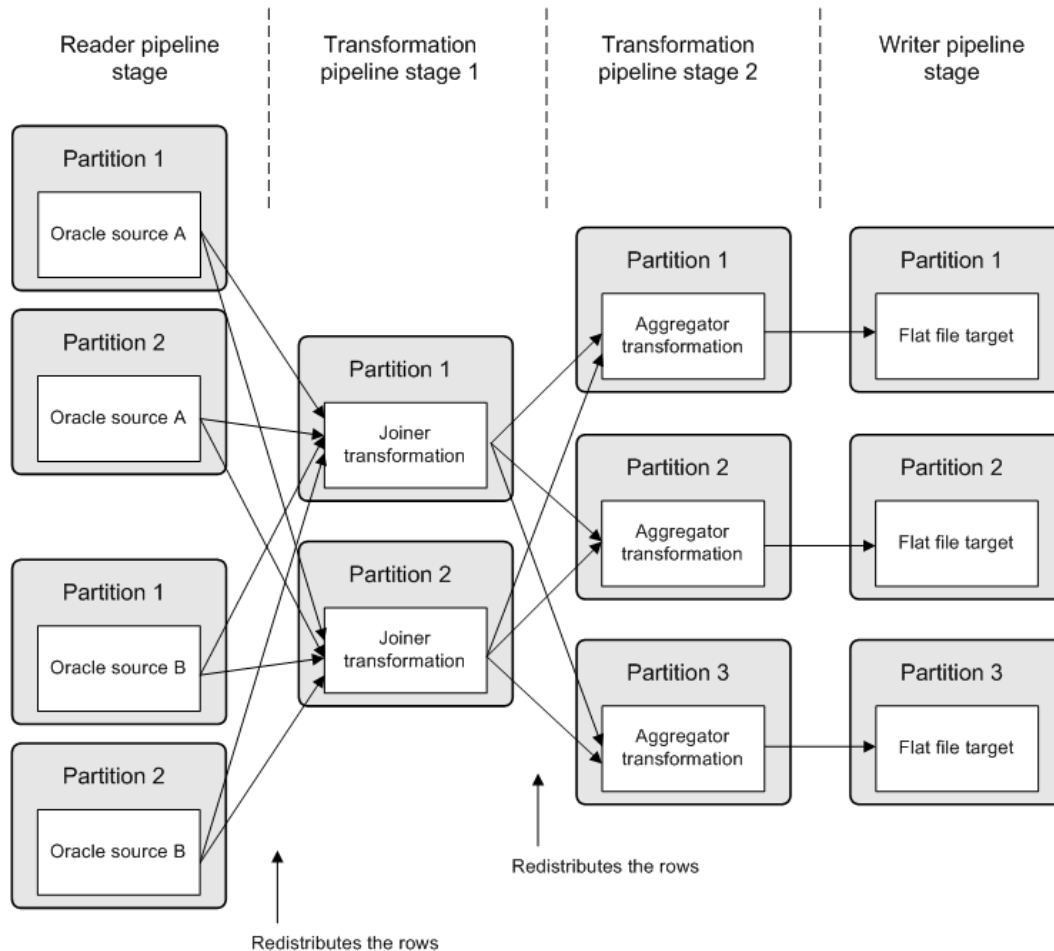 Reader pipeline
stage
Transformation
pipeline stage 1
Transformation
pipeline stage 2
Writer pipeline
stage
Partition 1
Oracle source A
Partition 2
Oracle source A
Partition 1
Oracle source B
Partition 2
Oracle source B
Partition 1
Joiner
transformation
Partition 2
Joiner
transformation
Partition 1
Aggregator
transformation
Partition 2
Aggregator
transformation
Partition 3
Aggregator
transformation
Partition 1
Flat file target
Partition 2
Flat file target
Partition 3
Flat file target
Redistributes the rows
Redistributes the rows